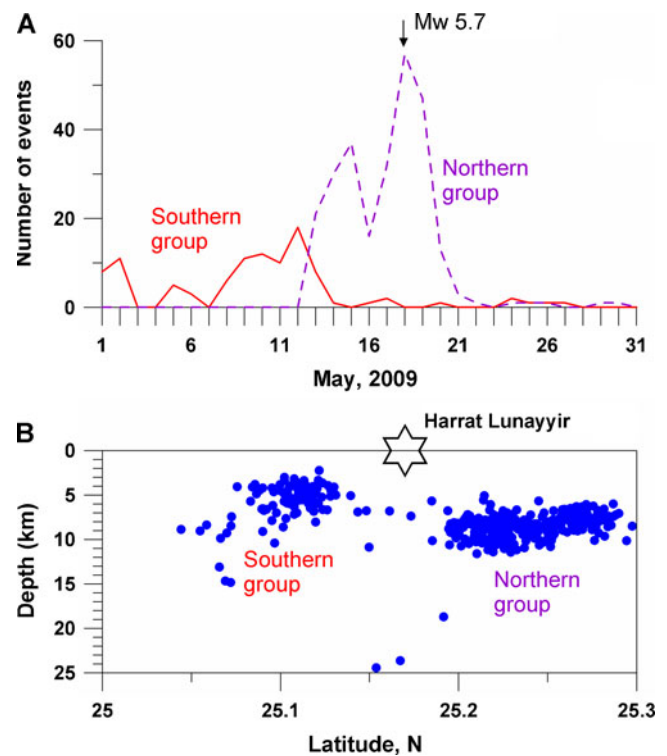 A
Mw 5.7
60
40
20
0
Number of events
Southern
group
Northern
group
1 6 11 16 21 26 31
May, 2009
B
Harrat Lunayyir
0
5
10
15
20
25
Depth (km)
Southern
group
Northern
group
25 25.1 25.2 25.3
Latitude, N